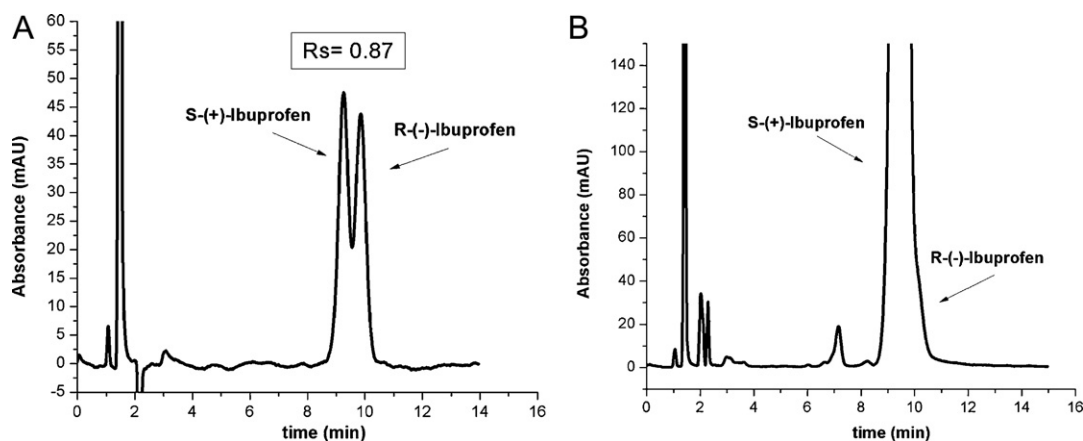 A
Rs= 0.87
S-(+)-Ibuprofen
R-(-)-Ibuprofen
Absorbance (mAU)
60
55
50
45
40
35
30
25
20
15
10
5
0
-5
0 2 4 6 8 10 12 14 16
time (min)
B
S-(+)-Ibuprofen
R-(-)-Ibuprofen
Absorbance (mAU)
140
120
100
80
60
40
20
0
0 2 4 6 8 10 12 14 16
time (min)